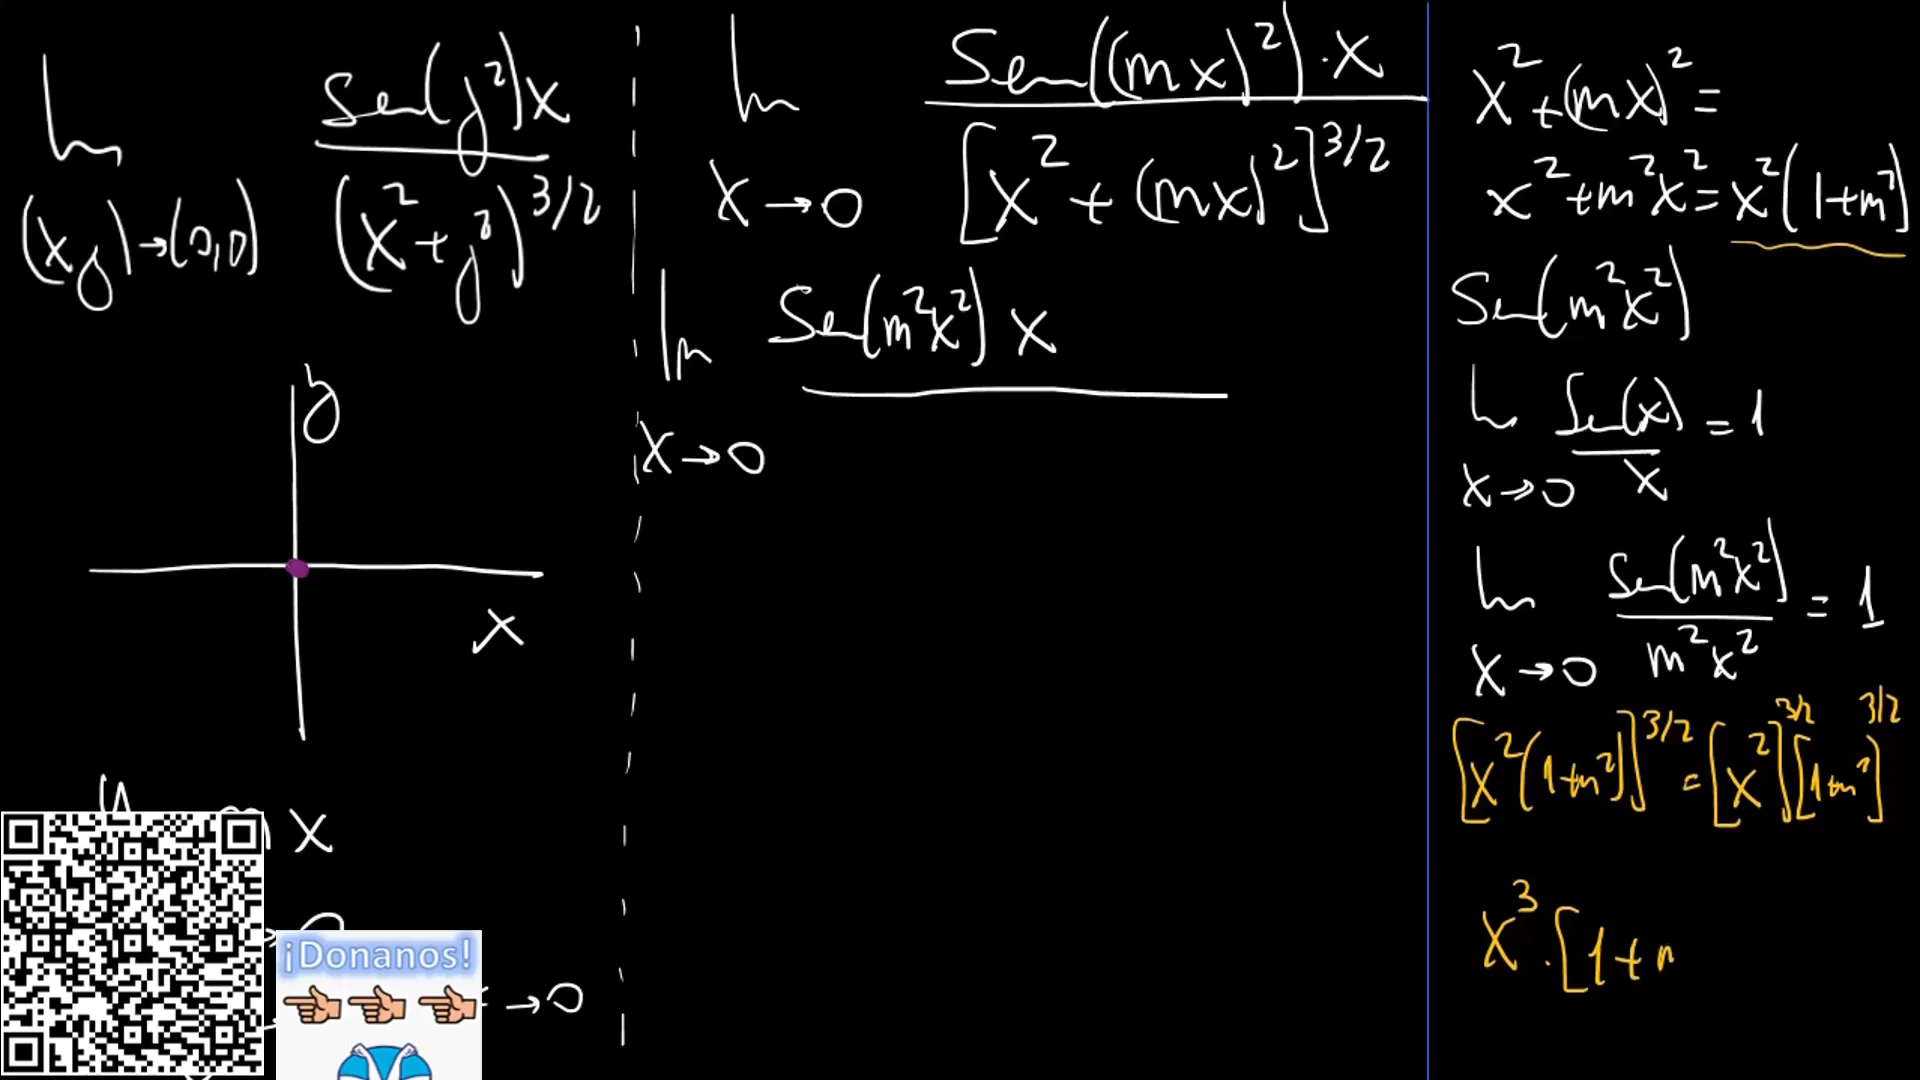 lim Sen(y²)x
(x,y)→(0,0) (x²+y²)^3/2
y
x
x
→0
lim Sen((mx)²)·x
x→0 [x²+(mx)²]^3/2
lim Sen(m²x²) x
x→0
x²+(mx)²=
x²+m²x²=x²(1+m²)
Sen(m²x²)
lim Sen(x) = 1
x→0 x
lim Sen(m²x²) = 1
x→0 m²x²
[x²(1+m²)]^3/2=[x²]^3/2[1+m²]^3/2
x³·[1+
¡Donanos!